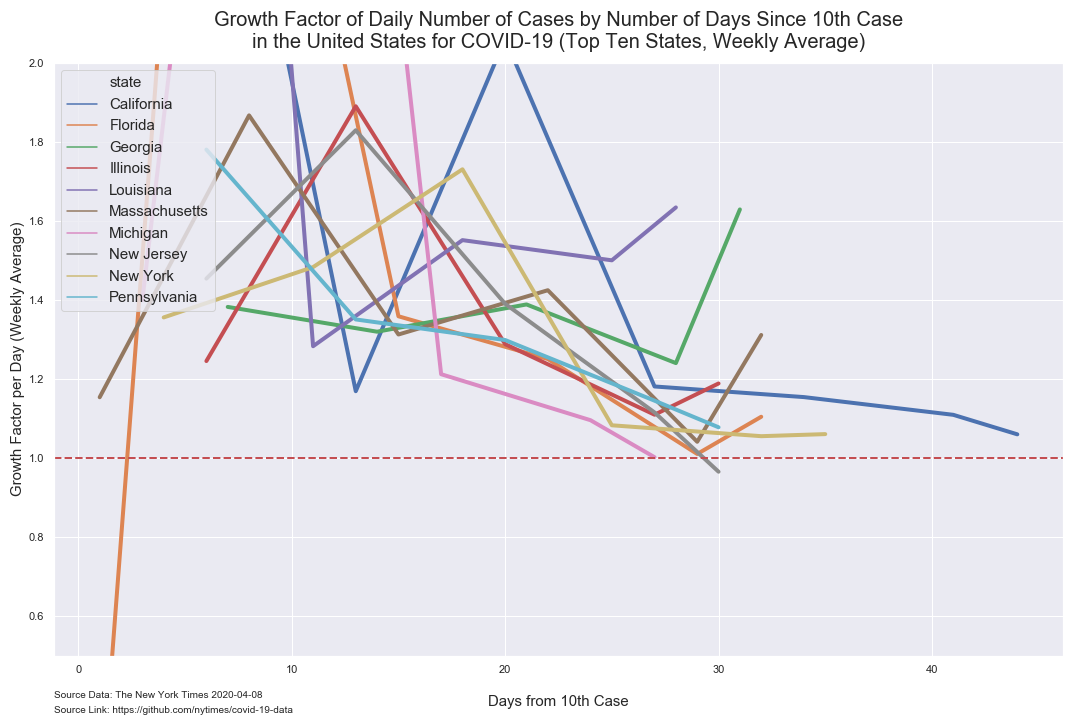 Growth Factor of Daily Number of Cases by Number of Days Since 10th Case
in the United States for COVID-19 (Top Ten States, Weekly Average)
Growth Factor per Day (Weekly Average)
2.0
1.8
1.6
1.4
1.2
1.0
0.8
0.6
state
California
Florida
Georgia
Illinois
Louisiana
Massachusetts
Michigan
New Jersey
New York
Pennsylvania
0
10
20
30
40
Days from 10th Case
Source Data: The New York Times 2020-04-08
Source Link: https://github.com/nytimes/covid-19-data